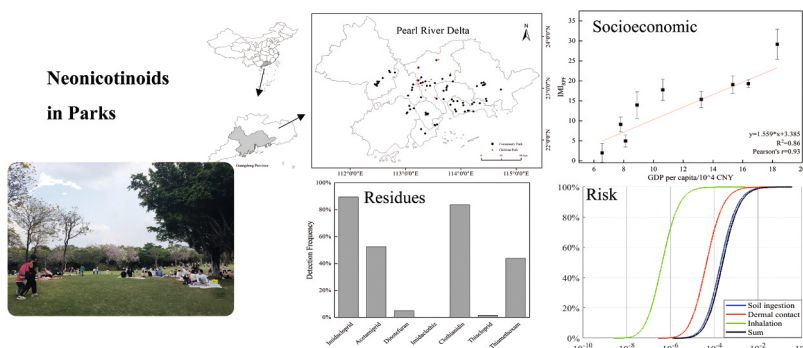 Neonicotinoids
in Parks
Guangdong Province
Pearl River Delta
N
24°0'0"N
23°0'0"N
22°0'0"N
Community Park
Children Park
112°0'0"E
113°0'0"E
114°0'0"E
115°0'0"E
Socioeconomic
IMI
35
30
25
20
15
10
5
0
y=1.559*x+3.385
R²=0.86
Pearson's r=0.93
6
8
10
12
14
16
18
20
GDP per capita/10^4 CNY
Residues
Detection Frequency
100%
80%
60%
40%
20%
0%
Imidacloprid
Acetamiprid
Dinotefuran
Imidaclothiz
Clothianidin
Thiacloprid
Thiamethoxam
Risk
100%
80%
60%
40%
20%
0%
Soil ingestion
Dermal contact
Inhalation
Sum
10^-10
10^-8
10^-6
10^-4
10^-2